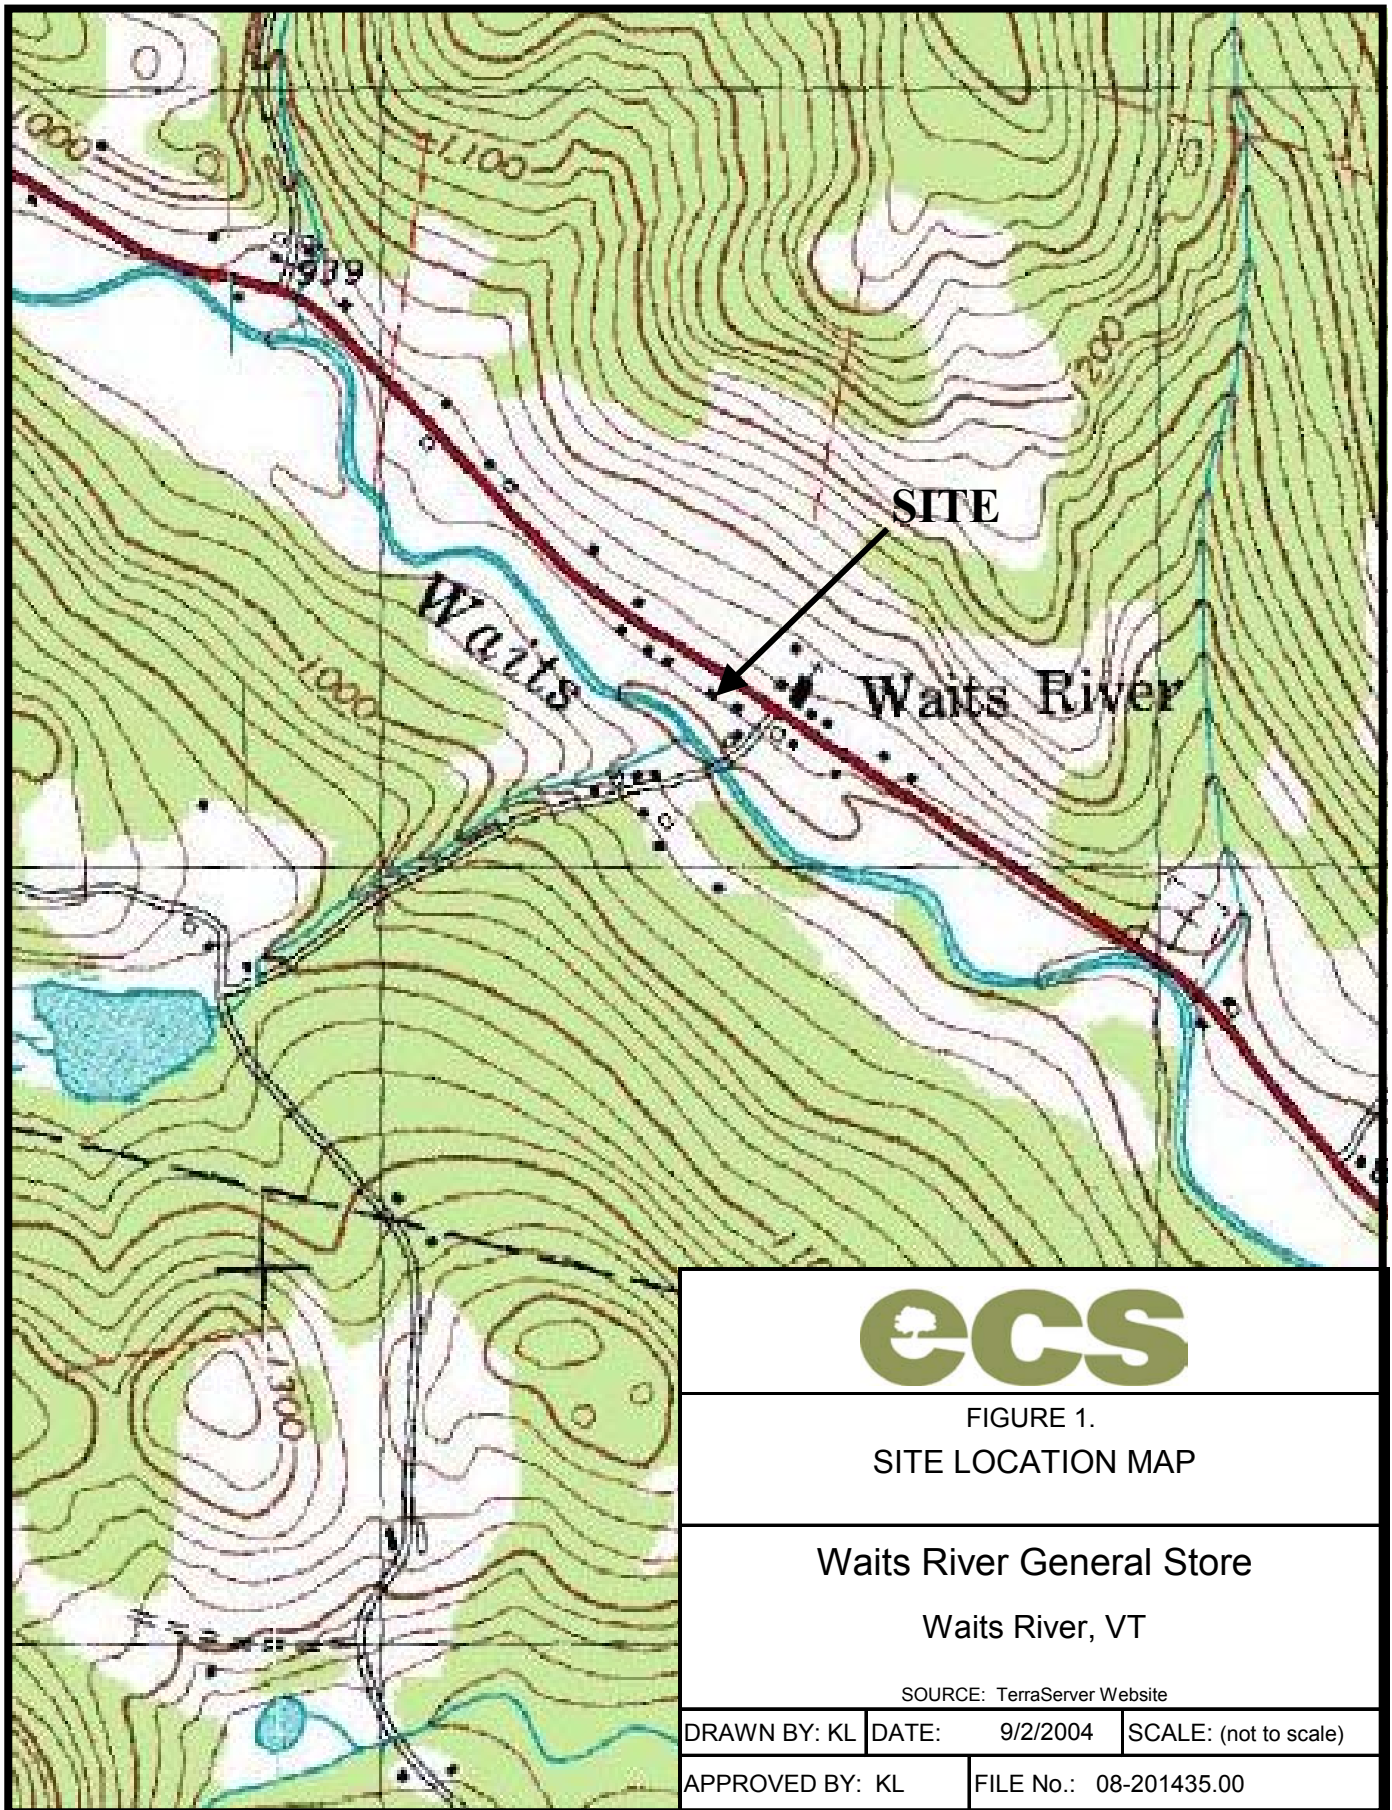 1000
1100
939
1200
SITE
Waits
Waits River
1000
1300
ecs
FIGURE 1.
SITE LOCATION MAP
Waits River General Store
Waits River, VT
SOURCE: TerraServer Website
DRAWN BY: KL DATE: 9/2/2004 SCALE: (not to scale)
APPROVED BY: KL FILE No.: 08-201435.00